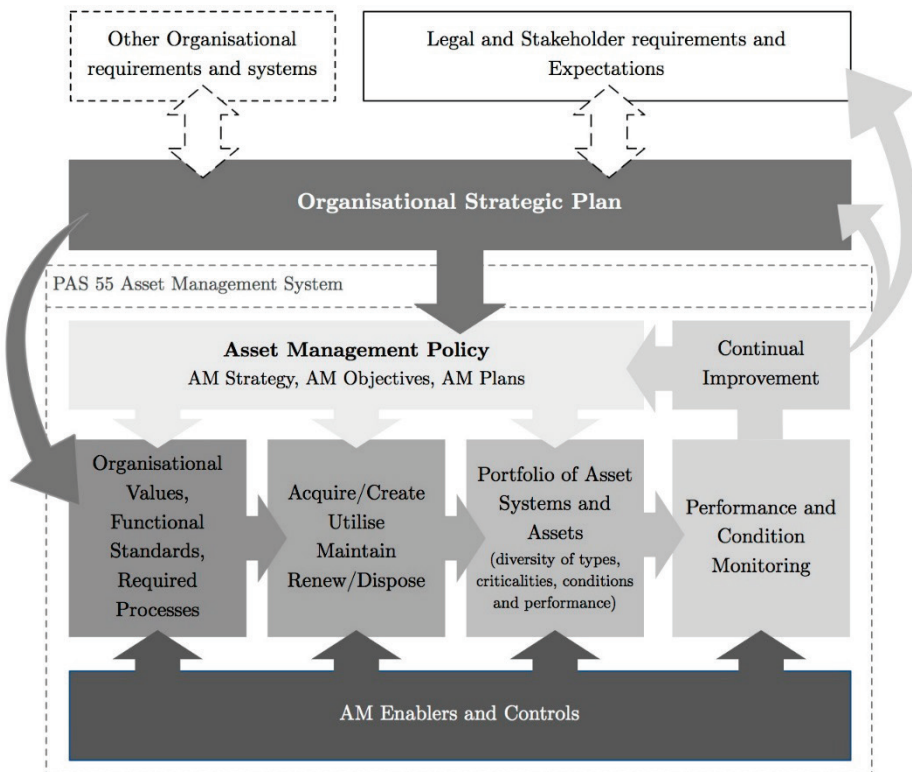 Other Organisational
requirements and systems
Legal and Stakeholder requirements and
Expectations
Organisational Strategic Plan
PAS 55 Asset Management System
Asset Management Policy
AM Strategy, AM Objectives, AM Plans
Continual
Improvement
Organisational
Values,
Functional
Standards,
Required
Processes
Acquire/Create
Utilise
Maintain
Renew/Dispose
Portfolio of Asset
Systems and
Assets
(diversity of types,
criticalities, conditions
and performance)
Performance and
Condition
Monitoring
AM Enablers and Controls